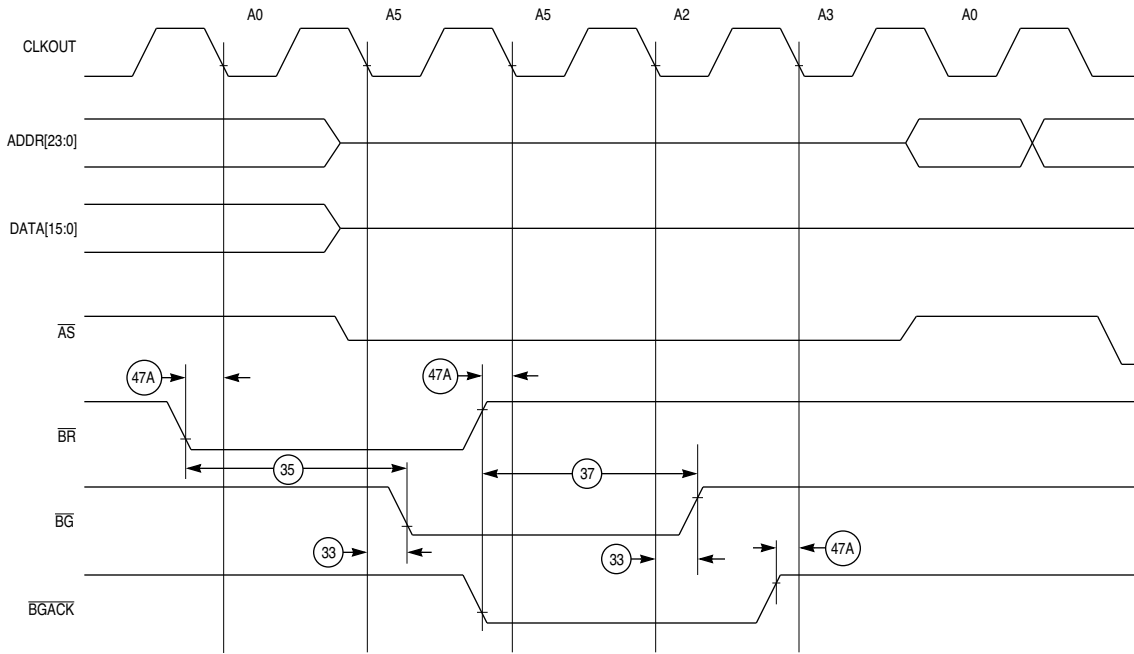 A0 A5 A5 A2 A3 A0
CLKOUT
ADDR[23:0]
DATA[15:0]
AS
47A 47A
BR
35 37
BG
33 33 47A
BGACK